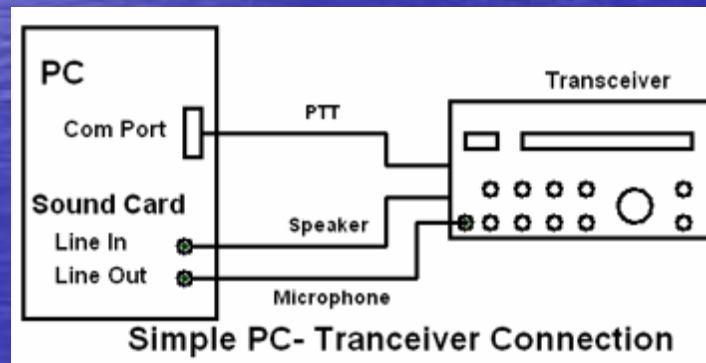 PC
Transceiver
PTT
Com Port
Sound Card
Speaker
Line In
Line Out
Microphone
Simple PC- Tranceiver Connection